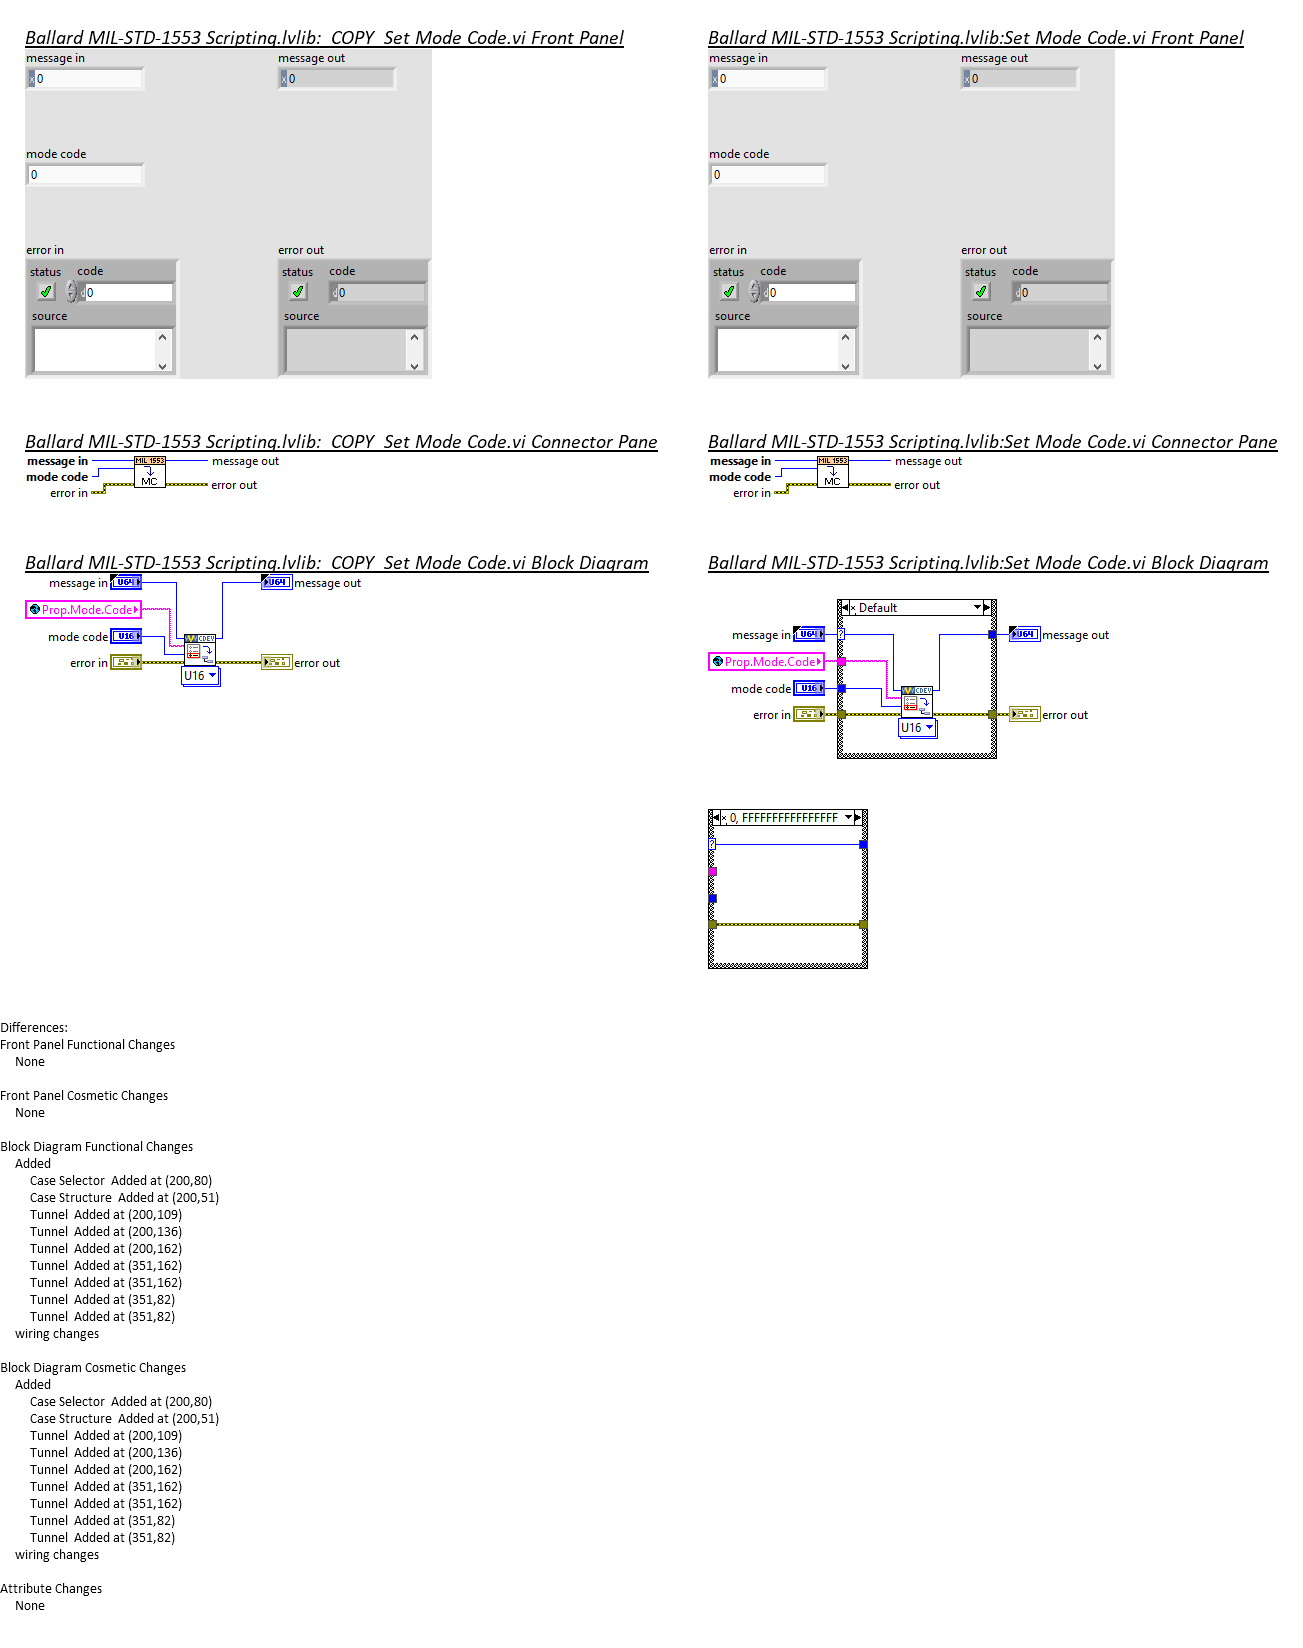 Ballard MIL-STD-1553 Scripting.lvlib:_COPY_Set Mode Code.vi Front Panel
message in
message out
x 0
x 0
mode code
0
error in
error out
status code
status code
d 0
d 0
source
source
Ballard MIL-STD-1553 Scripting.lvlib:Set Mode Code.vi Front Panel
message in
message out
x 0
x 0
mode code
0
error in
error out
status code
status code
d 0
d 0
source
source
Ballard MIL-STD-1553 Scripting.lvlib:_COPY_Set Mode Code.vi Connector Pane
message in
MIL 1553
message out
mode code
MC
error in
error out
Ballard MIL-STD-1553 Scripting.lvlib:Set Mode Code.vi Connector Pane
message in
MIL 1553
message out
mode code
MC
error in
error out
Ballard MIL-STD-1553 Scripting.lvlib:_COPY_Set Mode Code.vi Block Diagram
message in
U64
U64
message out
Prop.Mode.Code
mode code
U16
CDEV
error in
error out
U16
Ballard MIL-STD-1553 Scripting.lvlib:Set Mode Code.vi Block Diagram
× Default
message in
U64
?
U64
message out
Prop.Mode.Code
mode code
U16
CDEV
error in
error out
U16
× 0, FFFFFFFFFFFFFFFF
?
Differences:
Front Panel Functional Changes
None
Front Panel Cosmetic Changes
None
Block Diagram Functional Changes
Added
Case Selector Added at (200,80)
Case Structure Added at (200,51)
Tunnel Added at (200,109)
Tunnel Added at (200,136)
Tunnel Added at (200,162)
Tunnel Added at (351,162)
Tunnel Added at (351,162)
Tunnel Added at (351,82)
Tunnel Added at (351,82)
wiring changes
Block Diagram Cosmetic Changes
Added
Case Selector Added at (200,80)
Case Structure Added at (200,51)
Tunnel Added at (200,109)
Tunnel Added at (200,136)
Tunnel Added at (200,162)
Tunnel Added at (351,162)
Tunnel Added at (351,162)
Tunnel Added at (351,82)
Tunnel Added at (351,82)
wiring changes
Attribute Changes
None